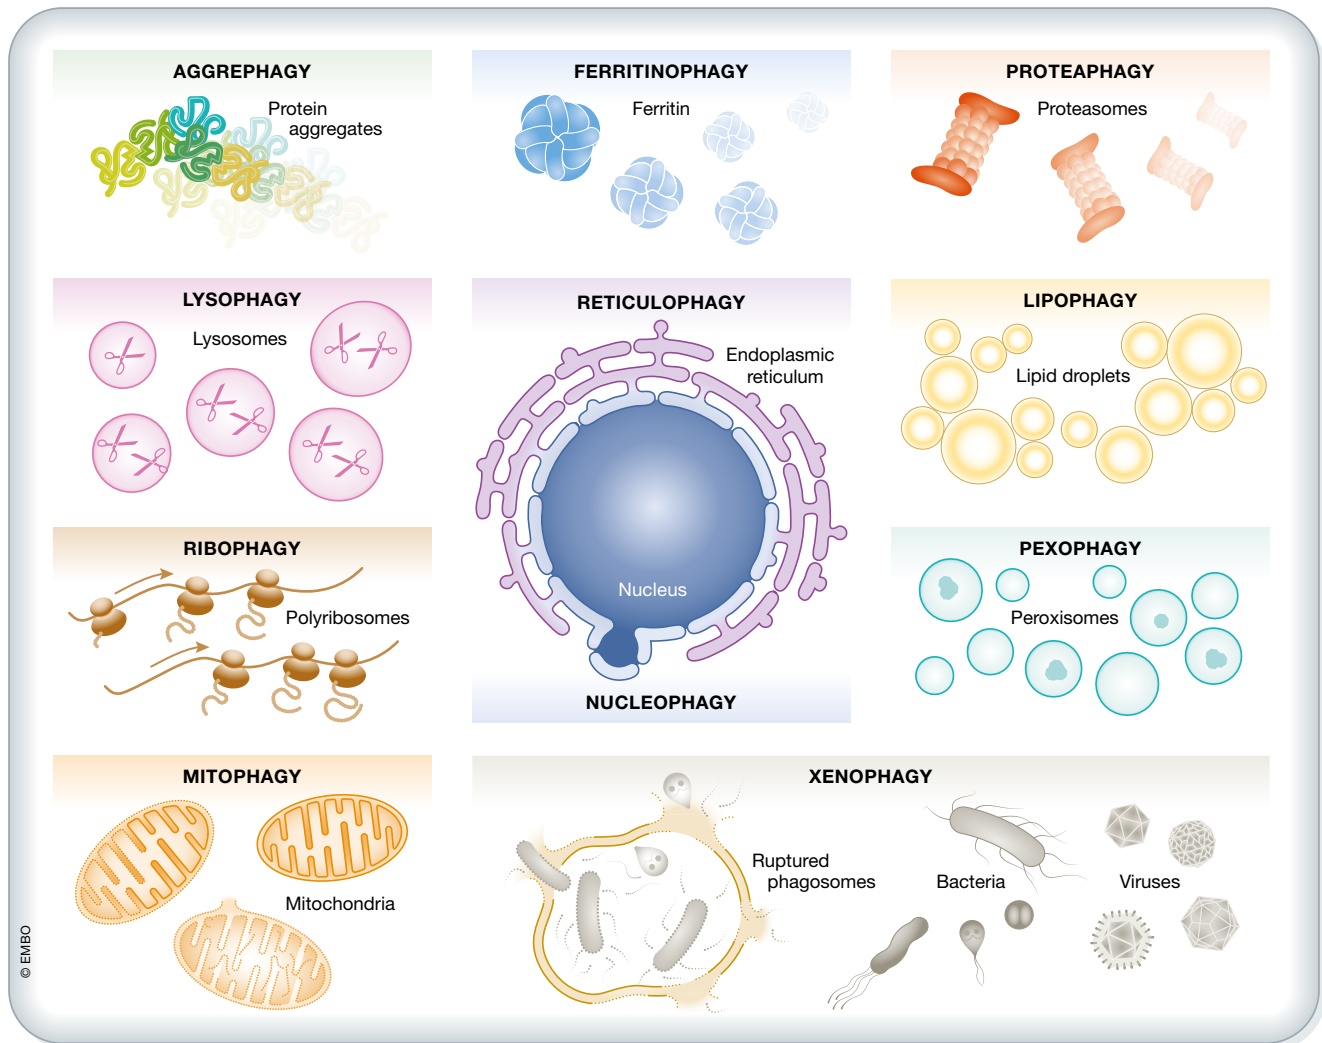 AGGREPHAGY
Protein
aggregates
FERRITINOPHAGY
Ferritin
PROTEAPHAGY
Proteasomes
LYSOPHAGY
Lysosomes
RETICULOPHAGY
Endoplasmic
reticulum
Nucleus
NUCLEOPHAGY
LIPOPHAGY
Lipid droplets
RIBOPHAGY
Polyribosomes
PEXOPHAGY
Peroxisomes
MITOPHAGY
Mitochondria
XENOPHAGY
Ruptured
phagosomes
Bacteria
Viruses
© EMBO